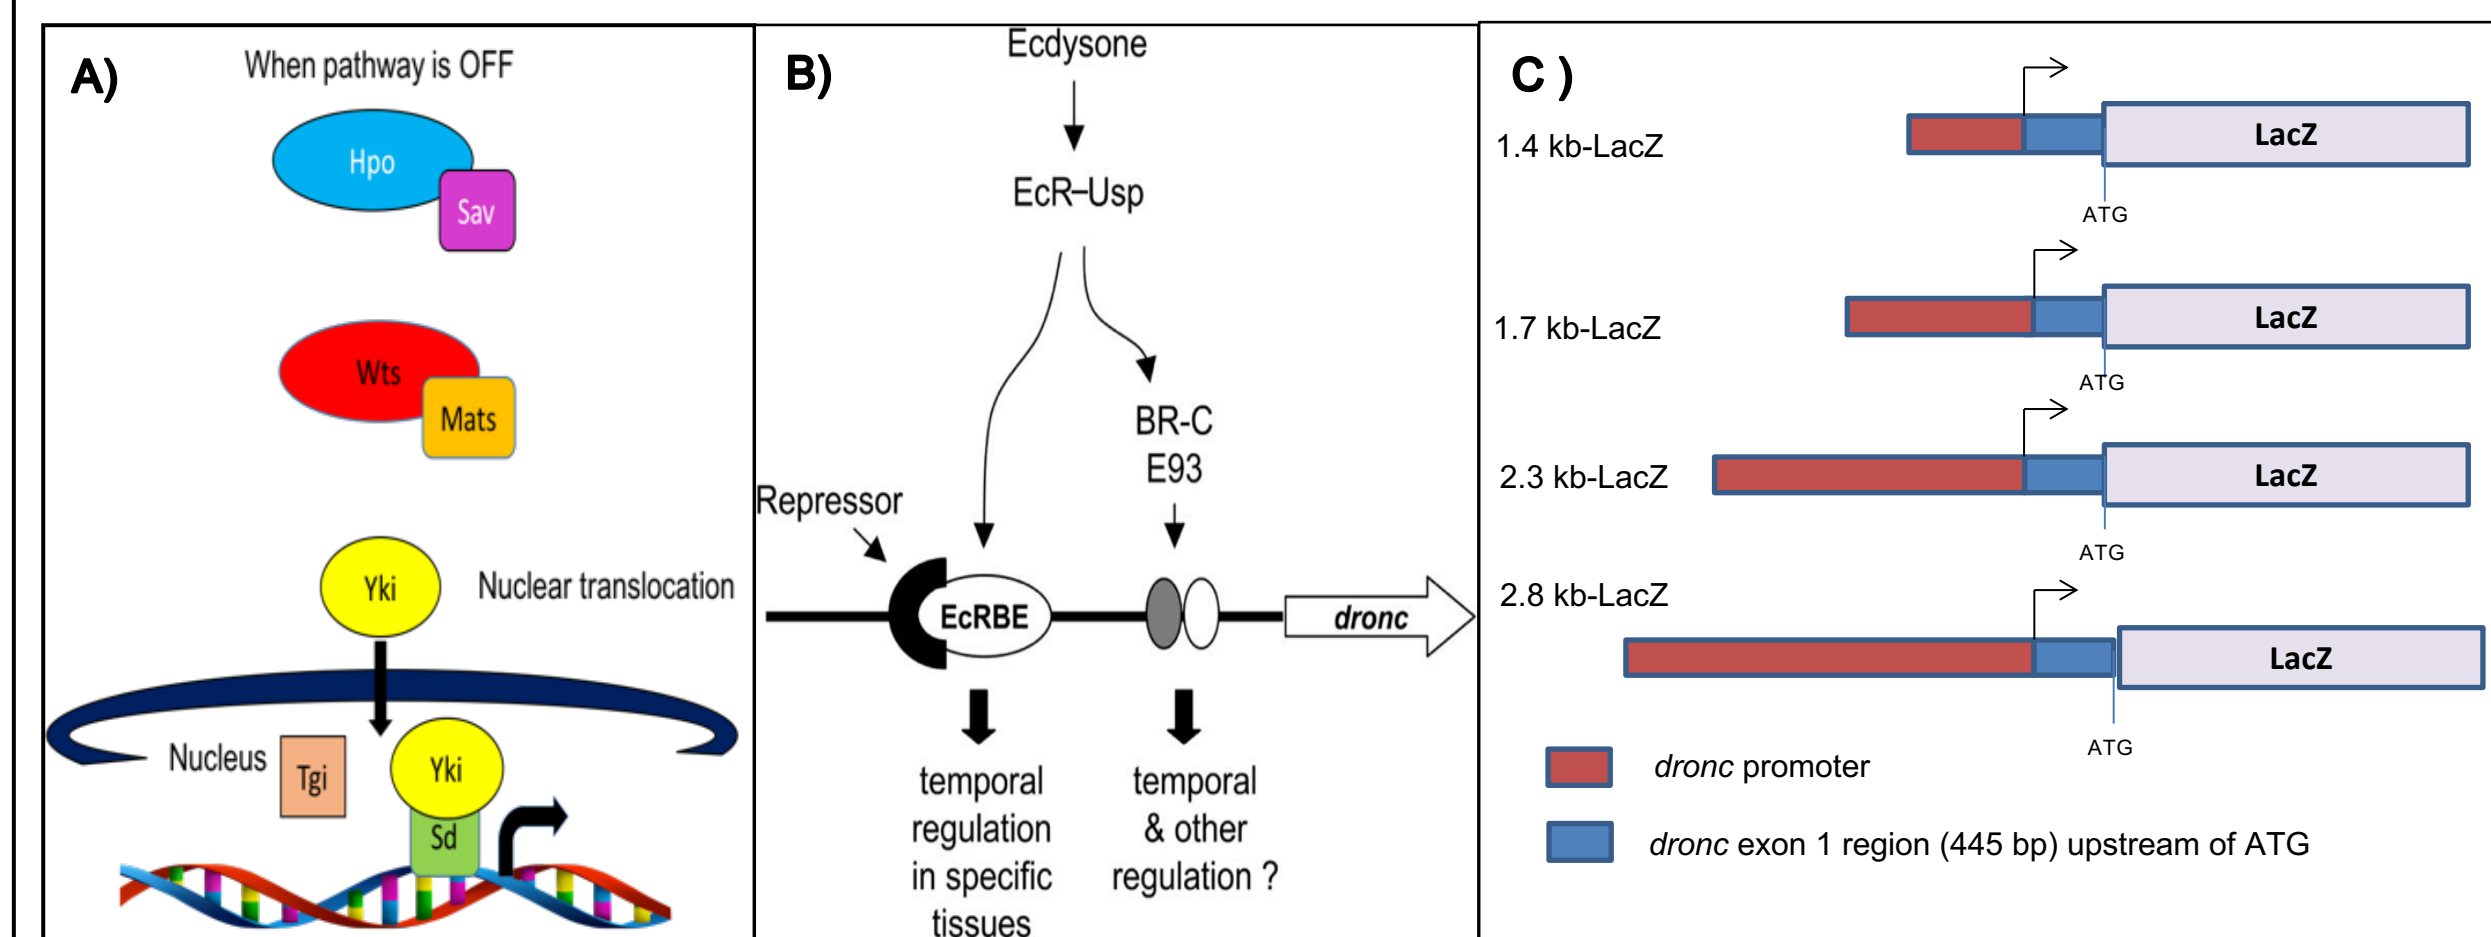 A)
When pathway is OFF
Hpo
Sav
Wts
Mats
Yki
Nuclear translocation
Nucleus
Tgi
Yki
Sd
B)
Ecdysone
EcR–Usp
BR-C
E93
Repressor
EcRBE
dronc
temporal
regulation
in specific
tissues
temporal
& other
regulation ?
C )
1.4 kb-LacZ
LacZ
ATG
1.7 kb-LacZ
LacZ
ATG
2.3 kb-LacZ
LacZ
ATG
2.8 kb-LacZ
LacZ
ATG
dronc promoter
dronc exon 1 region (445 bp) upstream of ATG